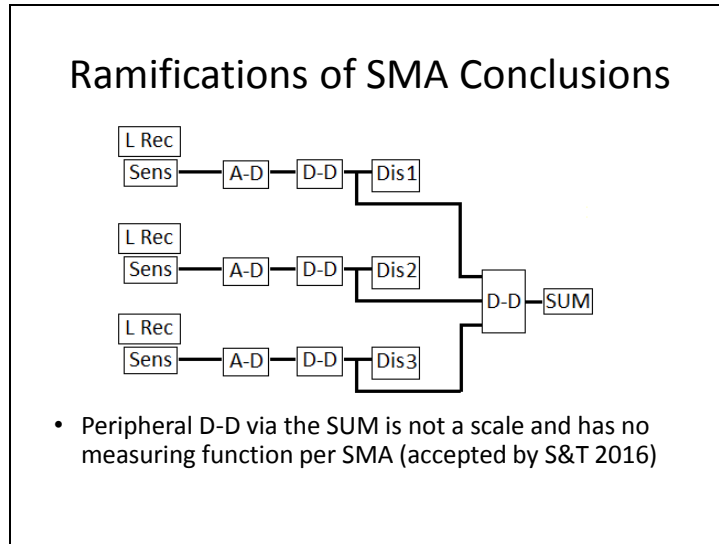 Ramifications of SMA Conclusions
L Rec
Sens
A-D
D-D
Dis1
L Rec
Sens
A-D
D-D
Dis2
D-D
SUM
L Rec
Sens
A-D
D-D
Dis3
• Peripheral D-D via the SUM is not a scale and has no
measuring function per SMA (accepted by S&T 2016)